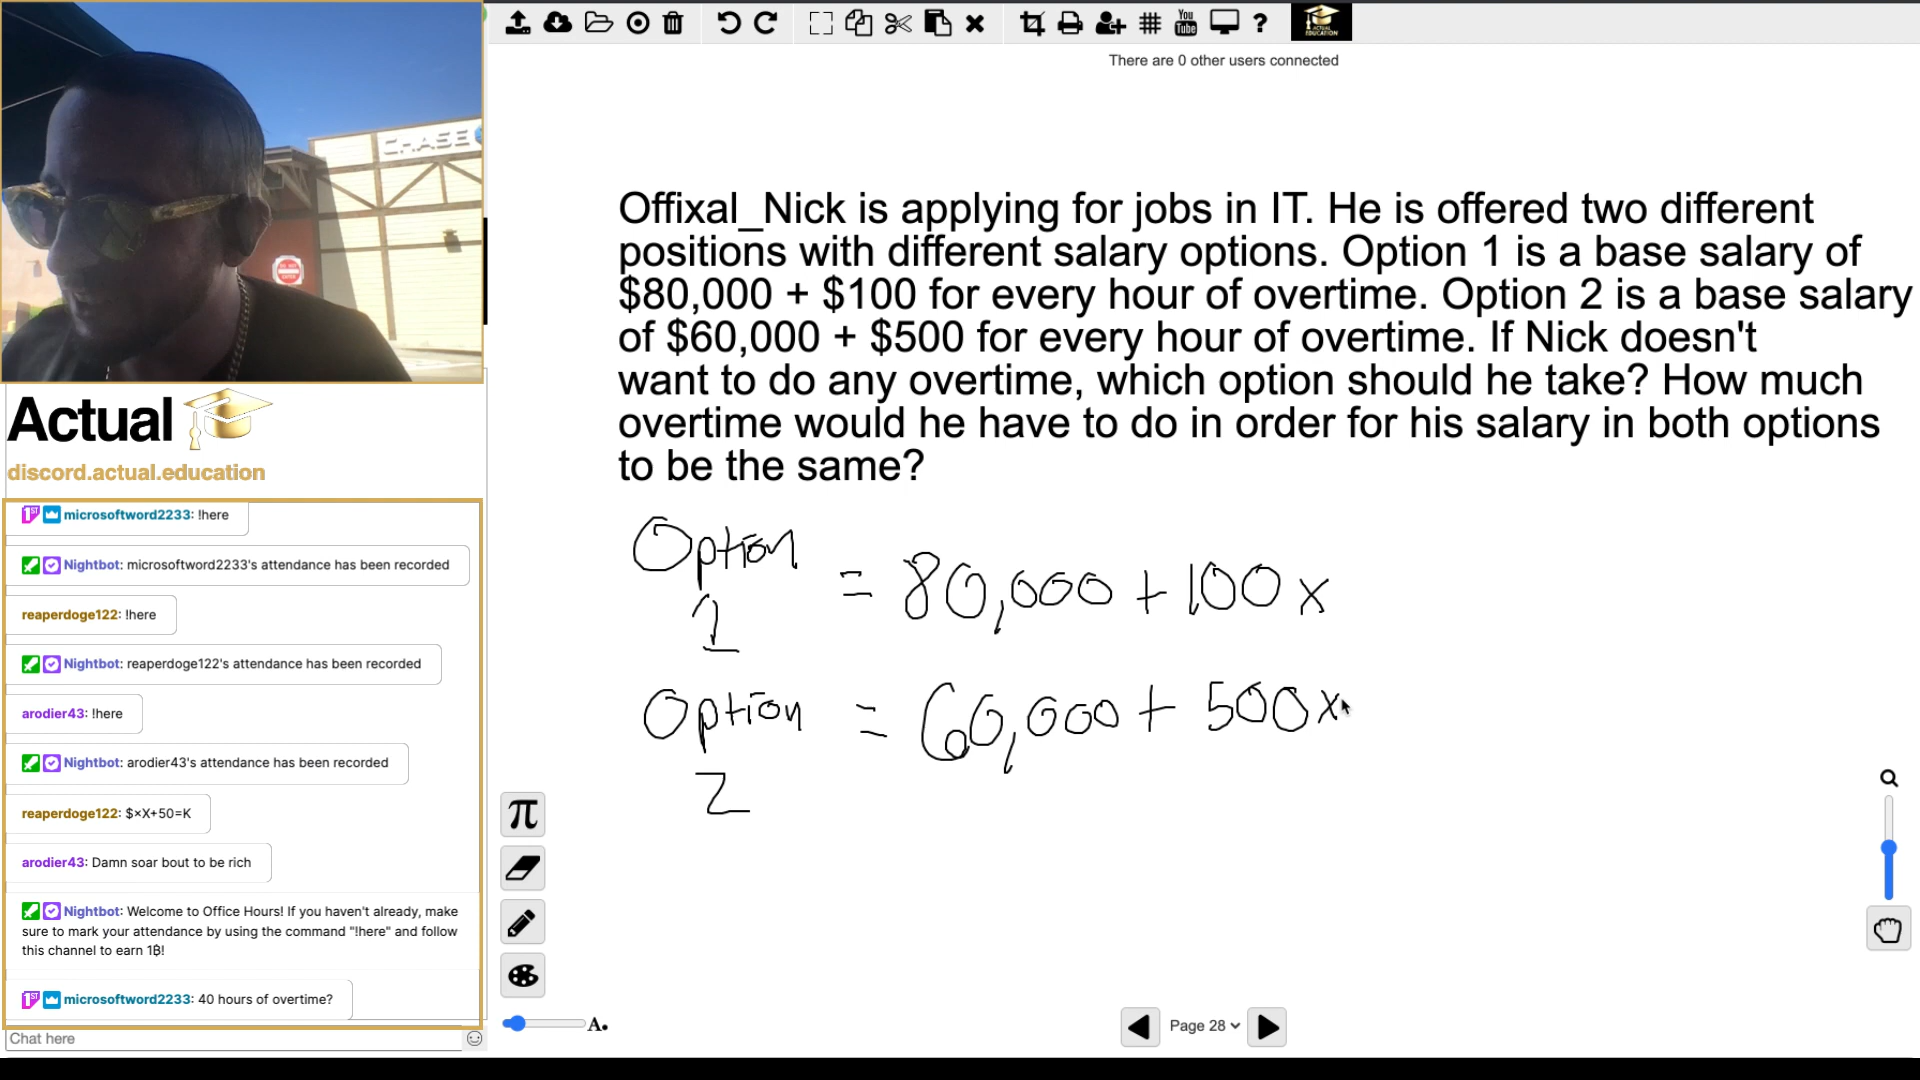 You
Tube
?
ACTUAL
EDUCATION
There are 0 other users connected
CHASE
Offixal_Nick is applying for jobs in IT. He is offered two different
positions with different salary options. Option 1 is a base salary of
$80,000 + $100 for every hour of overtime. Option 2 is a base salary
of $60,000 + $500 for every hour of overtime. If Nick doesn't
want to do any overtime, which option should he take? How much
overtime would he have to do in order for his salary in both options
to be the same?
Option 1 = 80,000 + 100x
Option 2 = 60,000 + 500x
Actual
discord.actual.education
1ST microsoftword2233: !here
Nightbot: microsoftword2233's attendance has been recorded
reaperdoge122: !here
Nightbot: reaperdoge122's attendance has been recorded
arodier43: !here
Nightbot: arodier43's attendance has been recorded
reaperdoge122: $×X+50=K
arodier43: Damn soar bout to be rich
Nightbot: Welcome to Office Hours! If you haven't already, make
sure to mark your attendance by using the command "!here" and follow
this channel to earn 1₿!
1ST microsoftword2233: 40 hours of overtime?
Chat here
π
A
Page 28